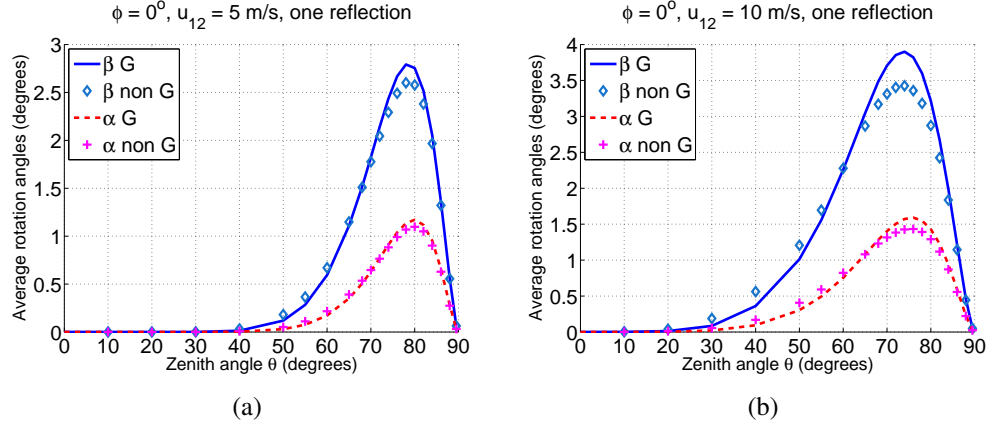 ϕ = 0°, u₁₂ = 5 m/s, one reflection
Average rotation angles (degrees)
3
2.5
2
1.5
1
0.5
0
β G
β non G
α G
α non G
0 10 20 30 40 50 60 70 80 90
Zenith angle θ (degrees)
(a)
ϕ = 0°, u₁₂ = 10 m/s, one reflection
Average rotation angles (degrees)
4
3.5
3
2.5
2
1.5
1
0.5
0
β G
β non G
α G
α non G
0 10 20 30 40 50 60 70 80 90
Zenith angle θ (degrees)
(b)